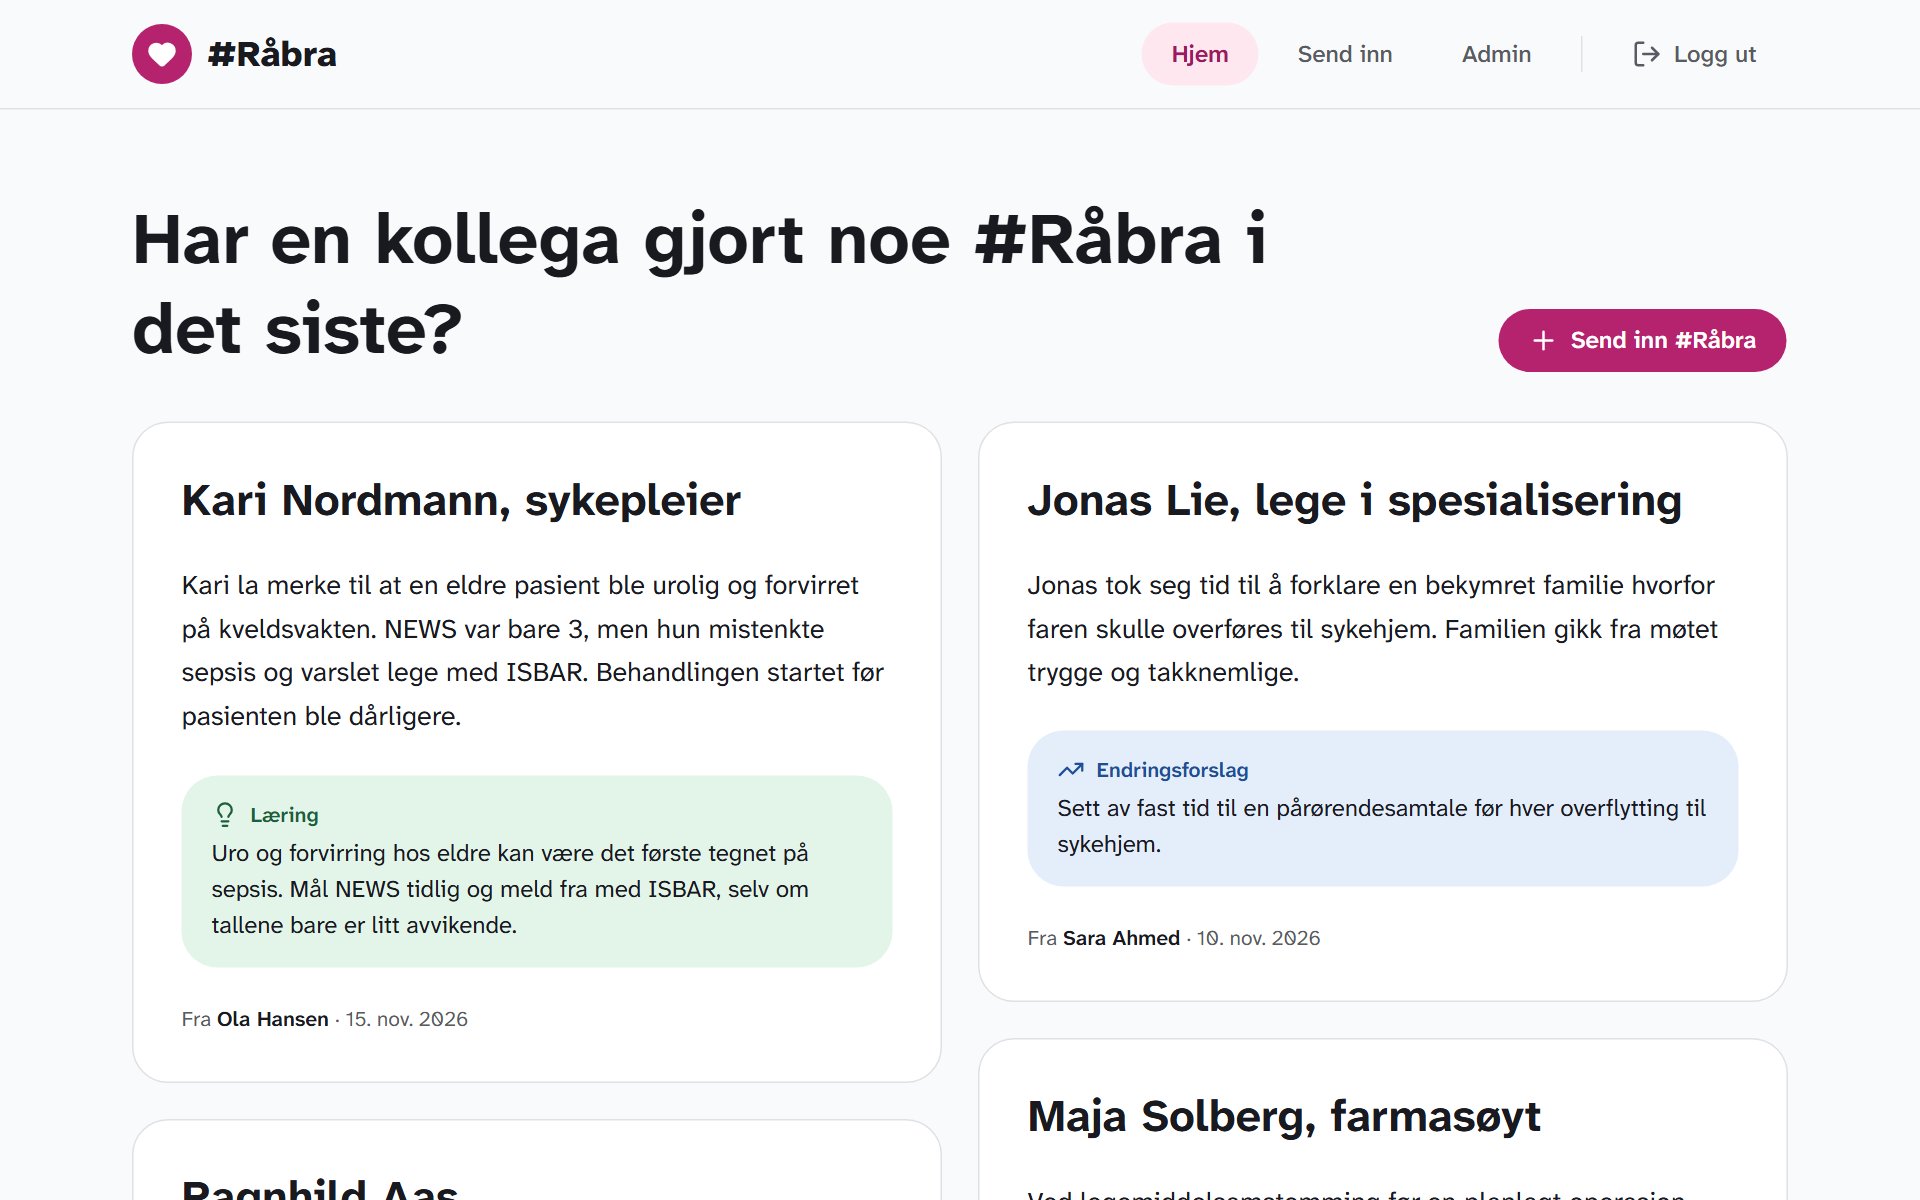 #Råbra
Hjem
Send inn
Admin
Logg ut
Har en kollega gjort noe #Råbra i
det siste?
Send inn #Råbra
Kari Nordmann, sykepleier
Kari la merke til at en eldre pasient ble urolig og forvirret
på kveldsvakten. NEWS var bare 3, men hun mistenkte
sepsis og varslet lege med ISBAR. Behandlingen startet før
pasienten ble dårligere.
Læring
Uro og forvirring hos eldre kan være det første tegnet på
sepsis. Mål NEWS tidlig og meld fra med ISBAR, selv om
tallene bare er litt avvikende.
Fra Ola Hansen · 15. nov. 2026
Ragnhild Aas
Jonas Lie, lege i spesialisering
Jonas tok seg tid til å forklare en bekymret familie hvorfor
faren skulle overføres til sykehjem. Familien gikk fra møtet
trygge og takknemlige.
Endringsforslag
Sett av fast tid til en pårørendesamtale før hver overflytting til
sykehjem.
Fra Sara Ahmed · 10. nov. 2026
Maja Solberg, farmasøyt
Ved legemiddelsamstemming før en planlagt operasjon